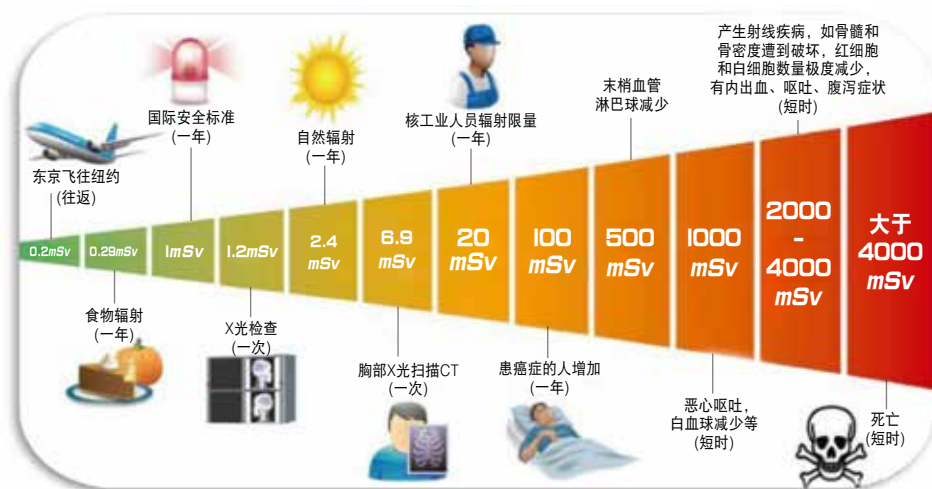 国际安全标准
(一年)
自然辐射
(一年)
核工业人员辐射限量
(一年)
末梢血管
淋巴球减少
产生射线疾病，如骨髓和
骨密度遭到破坏，红细胞
和白细胞数量极度减少，
有内出血、呕吐、腹泻症状
(短时)
东京飞往纽约
(往返)
0.2mSv
0.29mSv
1mSv
1.2mSv
2.4
mSv
6.9
mSv
20
mSv
100
mSv
500
mSv
1000
mSv
2000
-
4000
mSv
大于
4000
mSv
食物辐射
(一年)
X光检查
(一次)
胸部X光扫描CT
(一次)
患癌症的人增加
(一年)
恶心呕吐，
白血球减少等
(短时)
死亡
(短时)